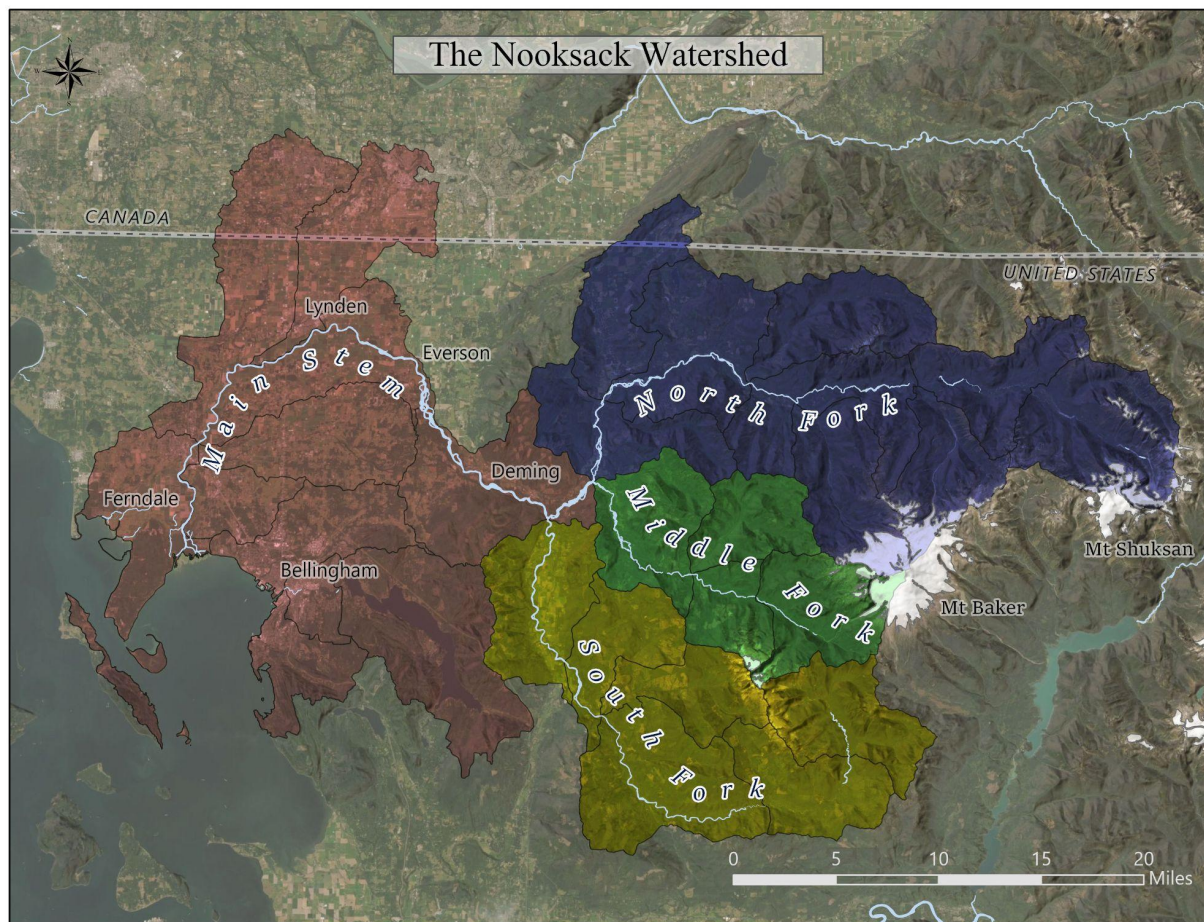 The Nooksack Watershed
N
W
E
S
CANADA
UNITED STATES
Lynden
Everson
Main Stem
North Fork
Deming
Ferndale
Middle Fork
Mt Shuksan
Bellingham
Mt Baker
South Fork
0 5 10 15 20
Miles